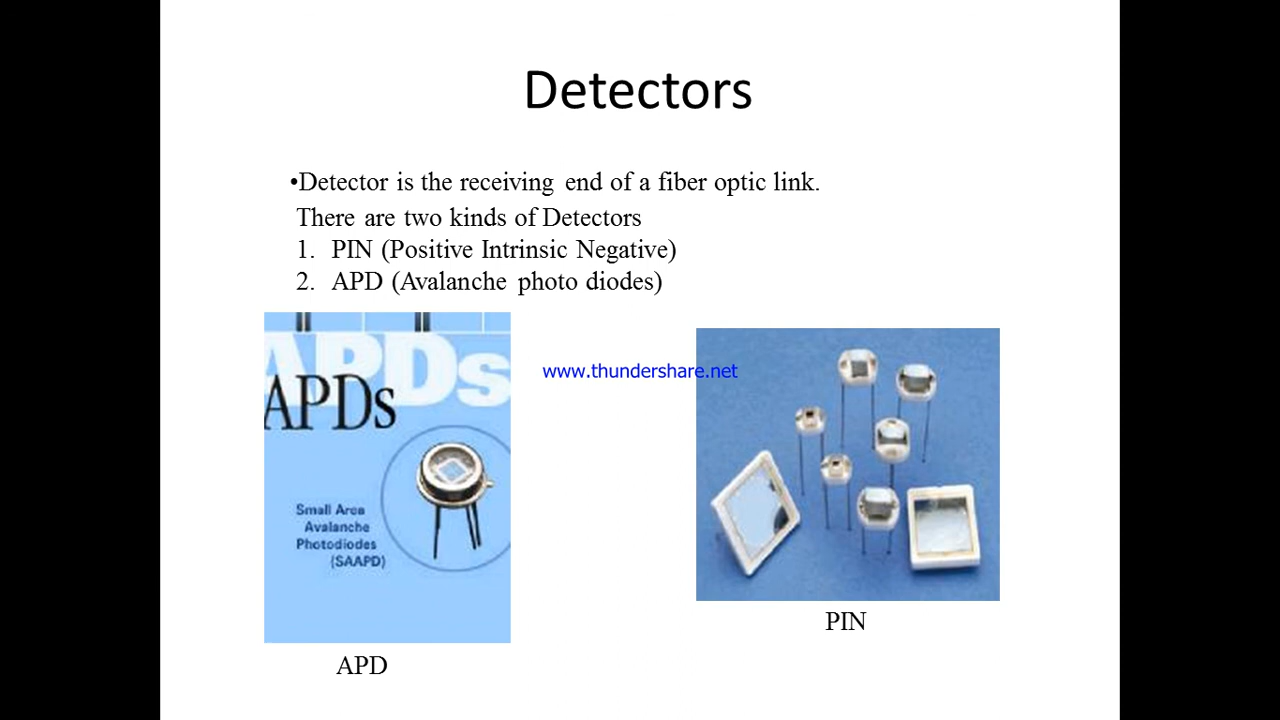 Detectors
•Detector is the receiving end of a fiber optic link.
There are two kinds of Detectors
1. PIN (Positive Intrinsic Negative)
2. APD (Avalanche photo diodes)
APDs
APDs
www.thundershare.net
Small Area
Avalanche
Photodiodes
(SAAPD)
PIN
APD